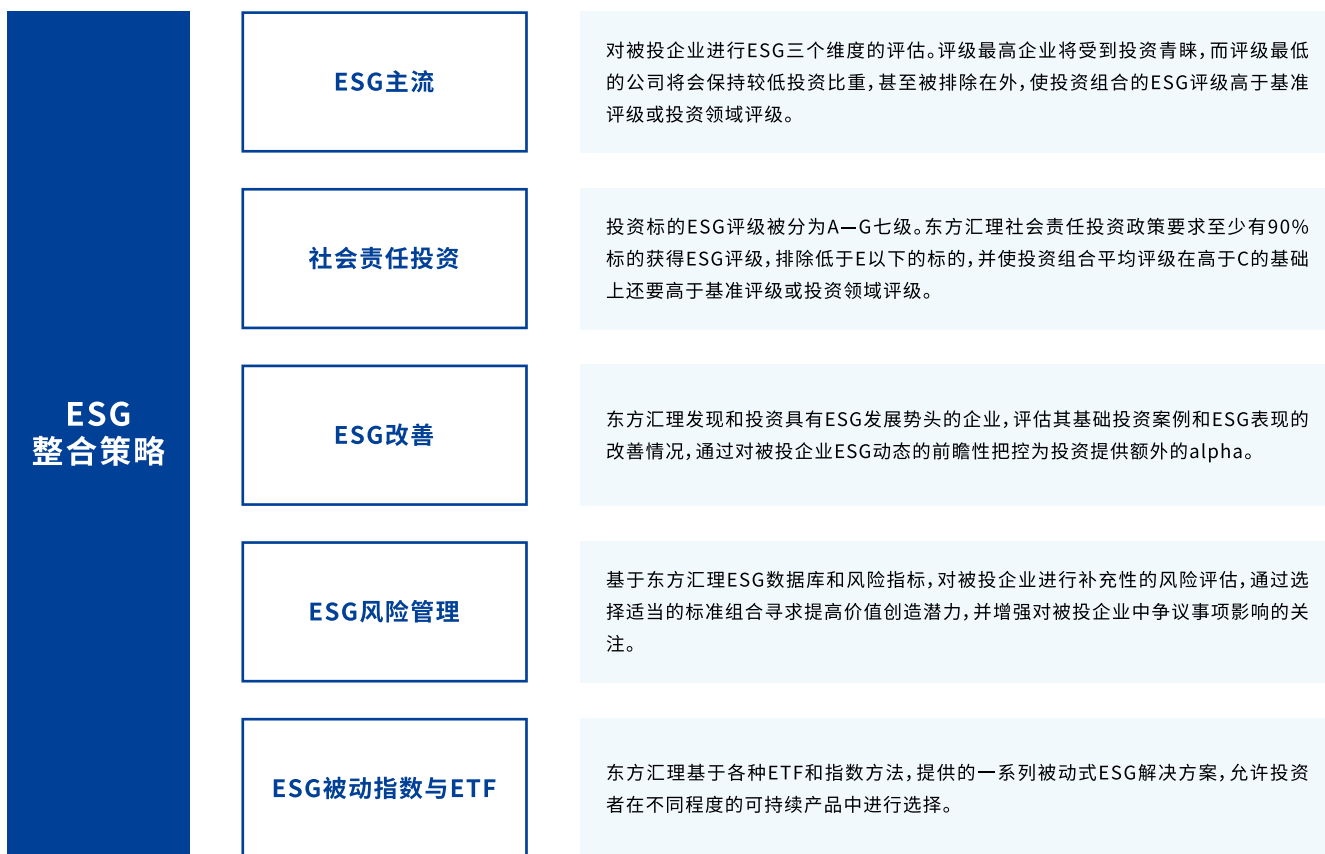 ESG
整合策略
ESG主流
对被投企业进行ESG三个维度的评估。评级最高企业将受到投资青睐，而评级最低
的公司将会保持较低投资比重，甚至被排除在外，使投资组合的ESG评级高于基准
评级或投资领域评级。
社会责任投资
投资标的ESG评级被分为A—G七级。东方汇理社会责任投资政策要求至少有90%
标的获得ESG评级，排除低于E以下的标的，并使投资组合平均评级在高于C的基础
上还要高于基准评级或投资领域评级。
ESG改善
东方汇理发现和投资具有ESG发展势头的企业，评估其基础投资案例和ESG表现的
改善情况，通过对被投企业ESG动态的前瞻性把控为投资提供额外的alpha。
ESG风险管理
基于东方汇理ESG数据库和风险指标，对被投企业进行补充性的风险评估，通过选
择适当的标准组合寻求提高价值创造潜力，并增强对被投企业中争议事项影响的关
注。
ESG被动指数与ETF
东方汇理基于各种ETF和指数方法，提供的一系列被动式ESG解决方案，允许投资
者在不同程度的可持续产品中进行选择。